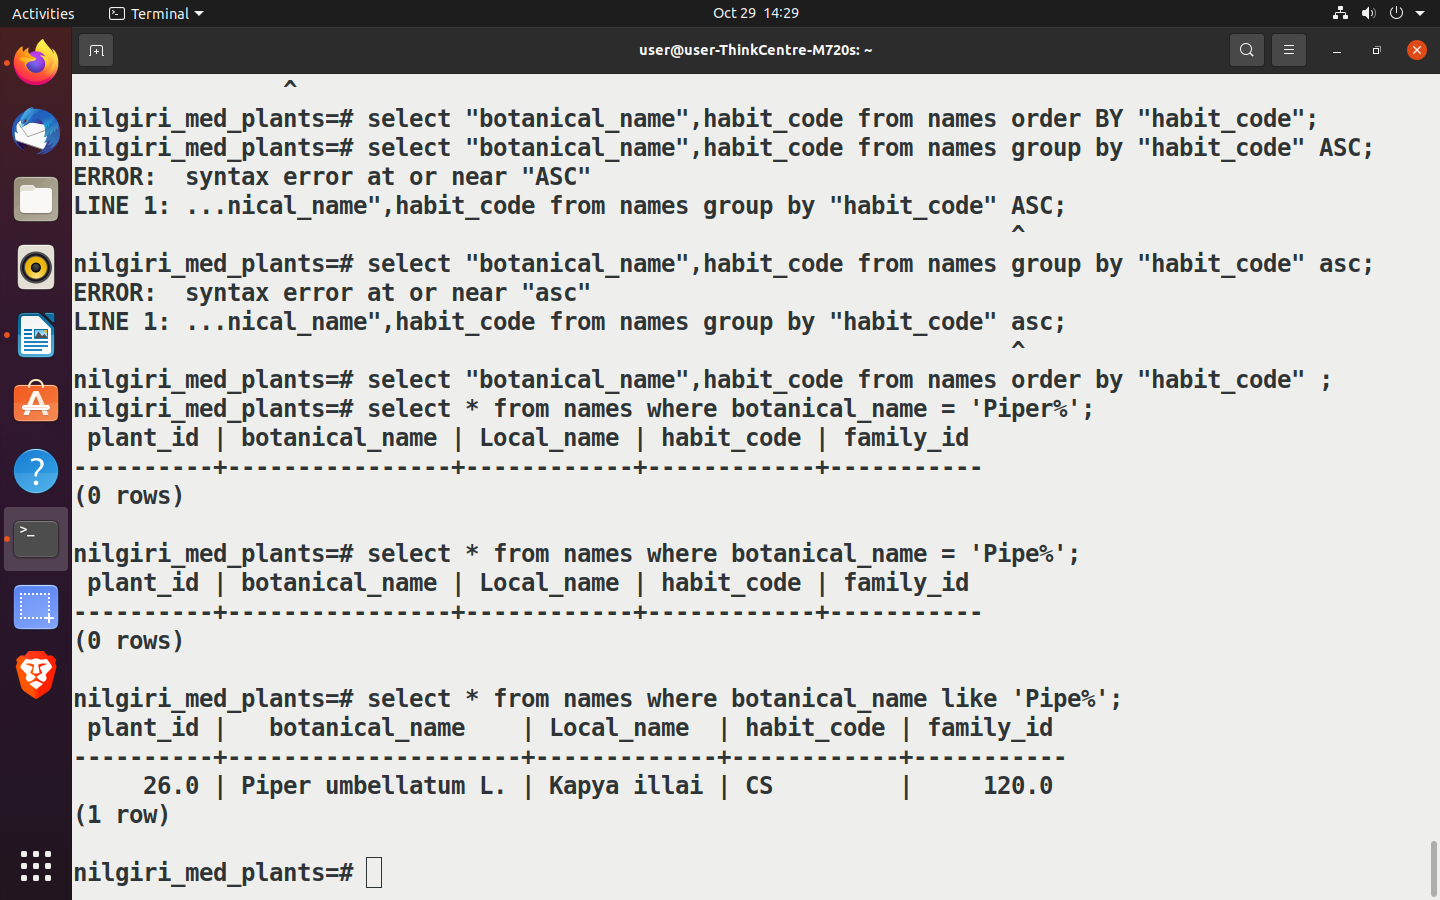 Activities
Terminal
Oct 29 14:29
user@user-ThinkCentre-M720s: ~
^
nilgiri_med_plants=# select "botanical_name",habit_code from names order BY "habit_code";
nilgiri_med_plants=# select "botanical_name",habit_code from names group by "habit_code" ASC;
ERROR:  syntax error at or near "ASC"
LINE 1: ...nical_name",habit_code from names group by "habit_code" ASC;
^
nilgiri_med_plants=# select "botanical_name",habit_code from names group by "habit_code" asc;
ERROR:  syntax error at or near "asc"
LINE 1: ...nical_name",habit_code from names group by "habit_code" asc;
^
nilgiri_med_plants=# select "botanical_name",habit_code from names order by "habit_code" ;
nilgiri_med_plants=# select * from names where botanical_name = 'Piper%';
 plant_id | botanical_name | Local_name | habit_code | family_id
----------+----------------+------------+------------+-----------
(0 rows)
nilgiri_med_plants=# select * from names where botanical_name = 'Pipe%';
 plant_id | botanical_name | Local_name | habit_code | family_id
----------+----------------+------------+------------+-----------
(0 rows)
nilgiri_med_plants=# select * from names where botanical_name like 'Pipe%';
 plant_id |   botanical_name    | Local_name  | habit_code | family_id
----------+---------------------+-------------+------------+-----------
     26.0 | Piper umbellatum L. | Kapya illai | CS         |     120.0
(1 row)
nilgiri_med_plants=#